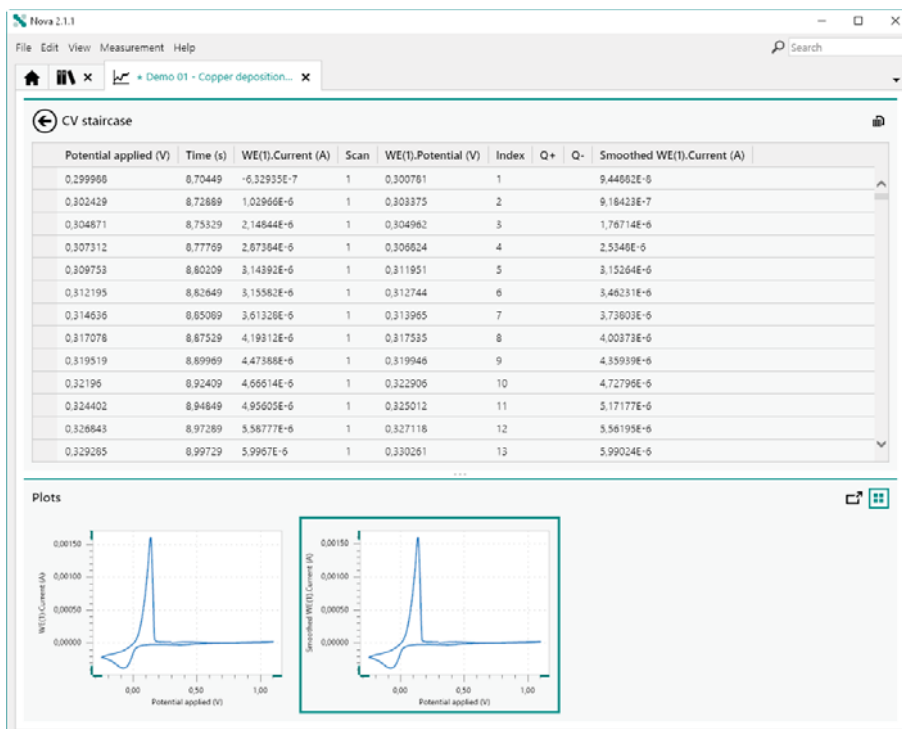 Nova 2.1.1
File Edit View Measurement Help
Search
Demo 01 - Copper deposition...
CV staircase
Potential applied (V) Time (s) WE(1).Current (A) Scan WE(1).Potential (V) Index Q+ Q- Smoothed WE(1).Current (A)
0,299988 8,70449 -6,32935E-7 1 0,300781 1 9,44882E-8
0,302429 8,72889 1,02966E-6 1 0,303375 2 9,18423E-7
0,304871 8,75329 2,14844E-6 1 0,304962 3 1,76714E-6
0,307312 8,77769 2,87384E-6 1 0,306824 4 2,5348E-6
0,309753 8,80209 3,14392E-6 1 0,311951 5 3,15264E-6
0,312195 8,82649 3,15582E-6 1 0,312744 6 3,46231E-6
0,314636 8,85089 3,61328E-6 1 0,313965 7 3,73803E-6
0,317078 8,87529 4,19312E-6 1 0,317535 8 4,00373E-6
0,319519 8,89969 4,47388E-6 1 0,319946 9 4,35939E-6
0,32196 8,92409 4,66614E-6 1 0,322906 10 4,72796E-6
0,324402 8,94849 4,95605E-6 1 0,325012 11 5,17177E-6
0,326843 8,97289 5,58777E-6 1 0,327118 12 5,56195E-6
0,329285 8,99729 5,9967E-6 1 0,330261 13 5,99024E-6
Plots
0,00150
0,00100
0,00050
0,00000
WE(1).Current (A)
0,00 0,50 1,00
Potential applied (V)
0,00150
0,00100
0,00050
0,00000
Smoothed WE(1).Current (A)
0,00 0,50 1,00
Potential applied (V)